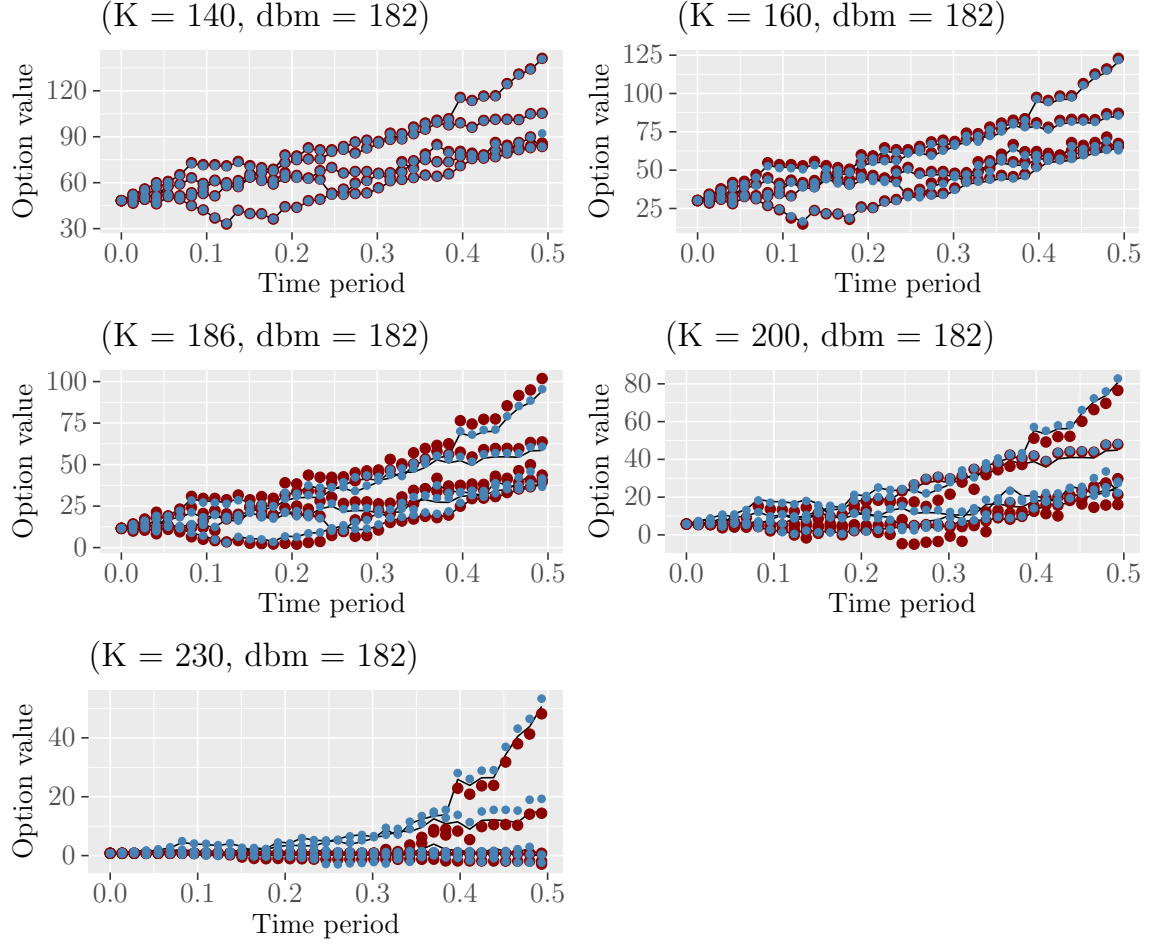 (K = 140, dbm = 182)
Option value
120
90
60
30
0.0 0.1 0.2 0.3 0.4 0.5
Time period
(K = 160, dbm = 182)
Option value
125
100
75
50
25
0.0 0.1 0.2 0.3 0.4 0.5
Time period
(K = 186, dbm = 182)
Option value
100
75
50
25
0
0.0 0.1 0.2 0.3 0.4 0.5
Time period
(K = 200, dbm = 182)
Option value
80
60
40
20
0
0.0 0.1 0.2 0.3 0.4 0.5
Time period
(K = 230, dbm = 182)
Option value
40
20
0
0.0 0.1 0.2 0.3 0.4 0.5
Time period